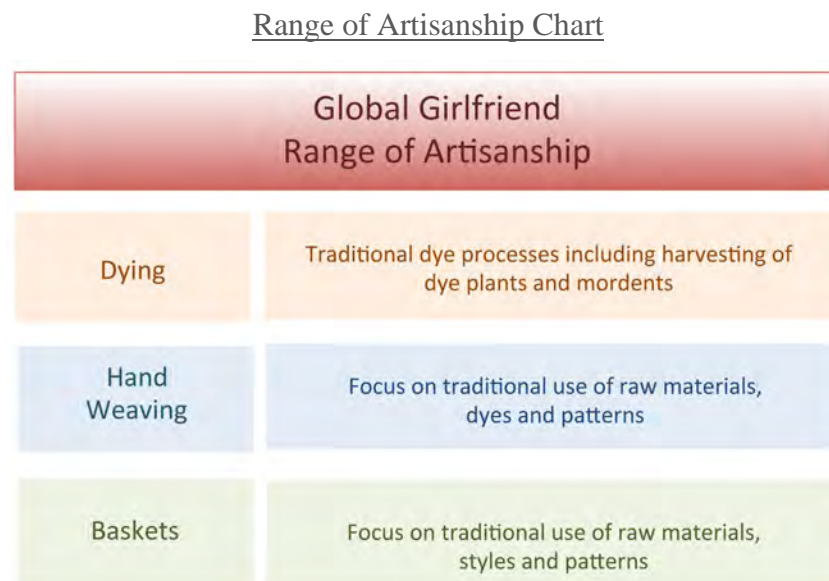 Range of Artisanship Chart
Global Girlfriend
Range of Artisanship
Dying
Traditional dye processes including harvesting of
dye plants and mordents
Hand
Weaving
Focus on traditional use of raw materials,
dyes and patterns
Baskets
Focus on traditional use of raw materials,
styles and patterns